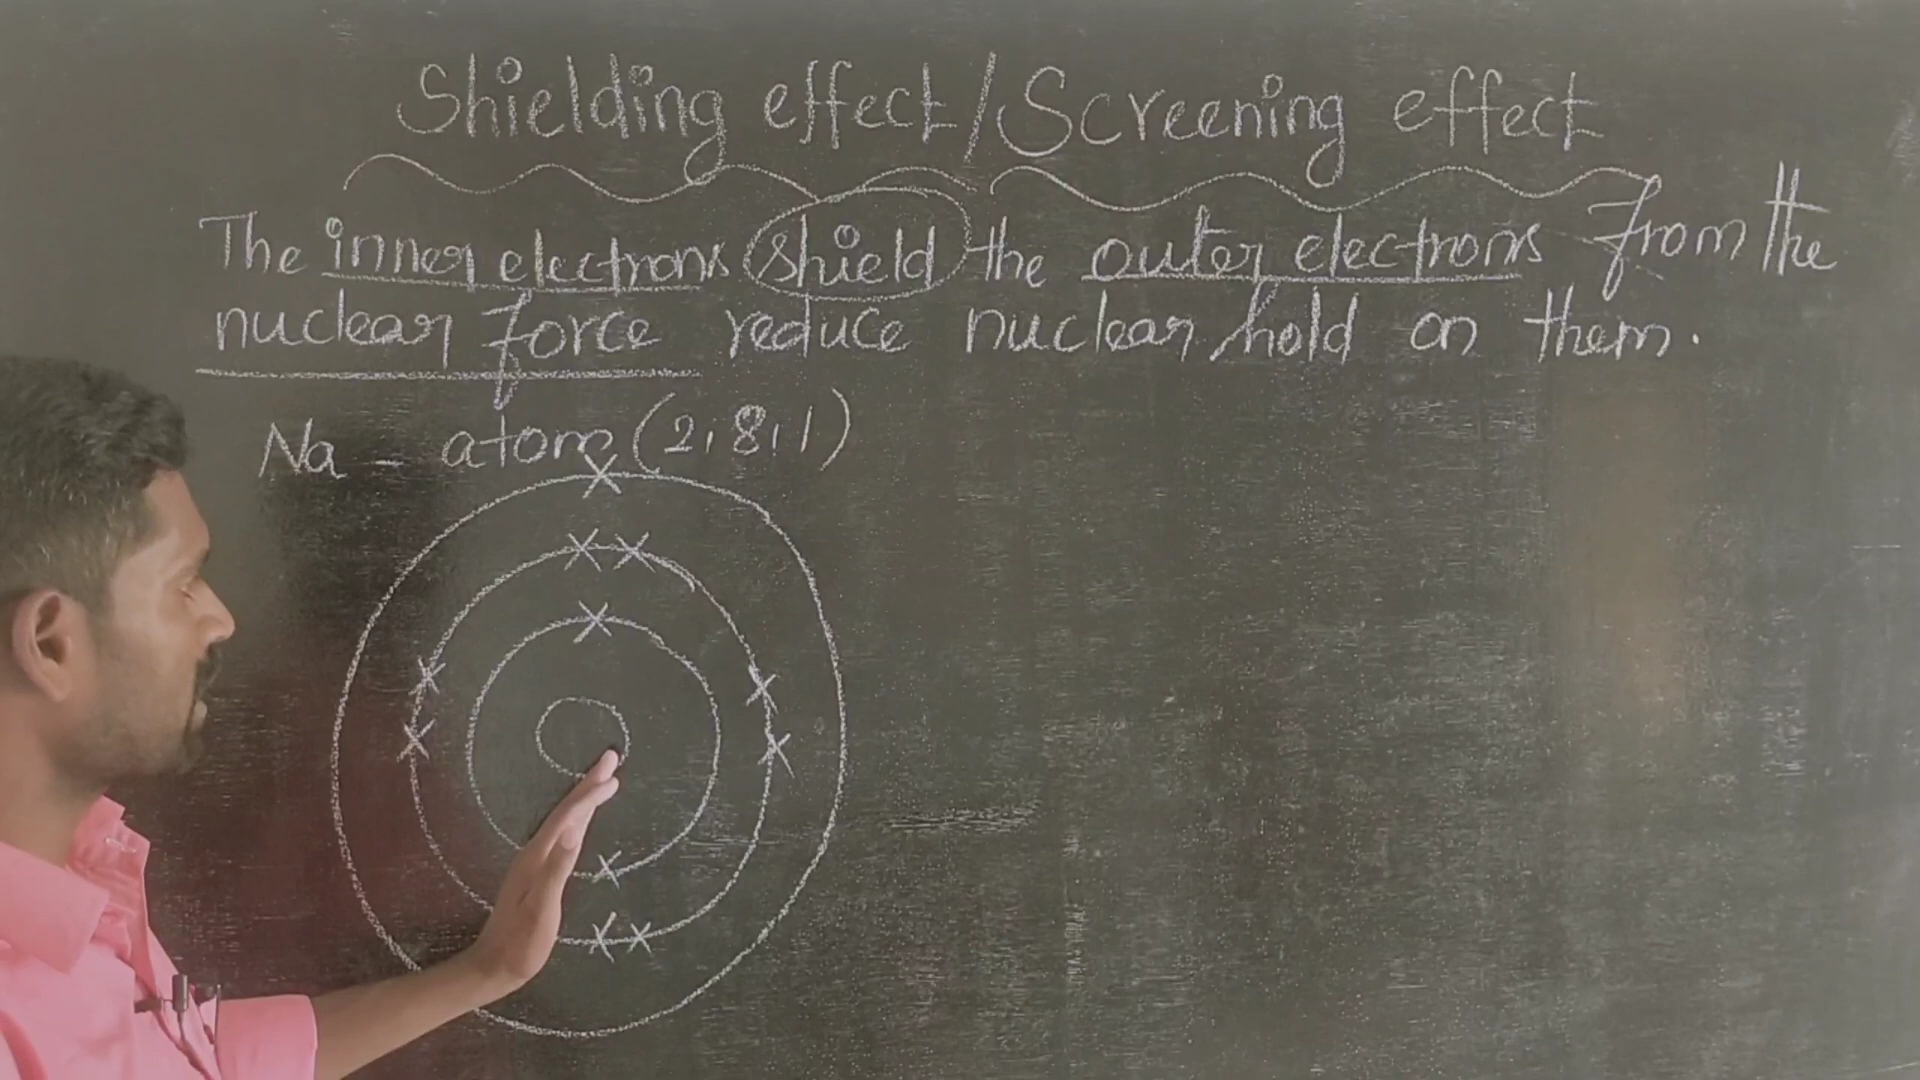 Shielding effect/Screening effect
The inner electrons shield the outer electrons from the
nuclear force reduce nuclear hold on them.
Na - atom (2,8,1)